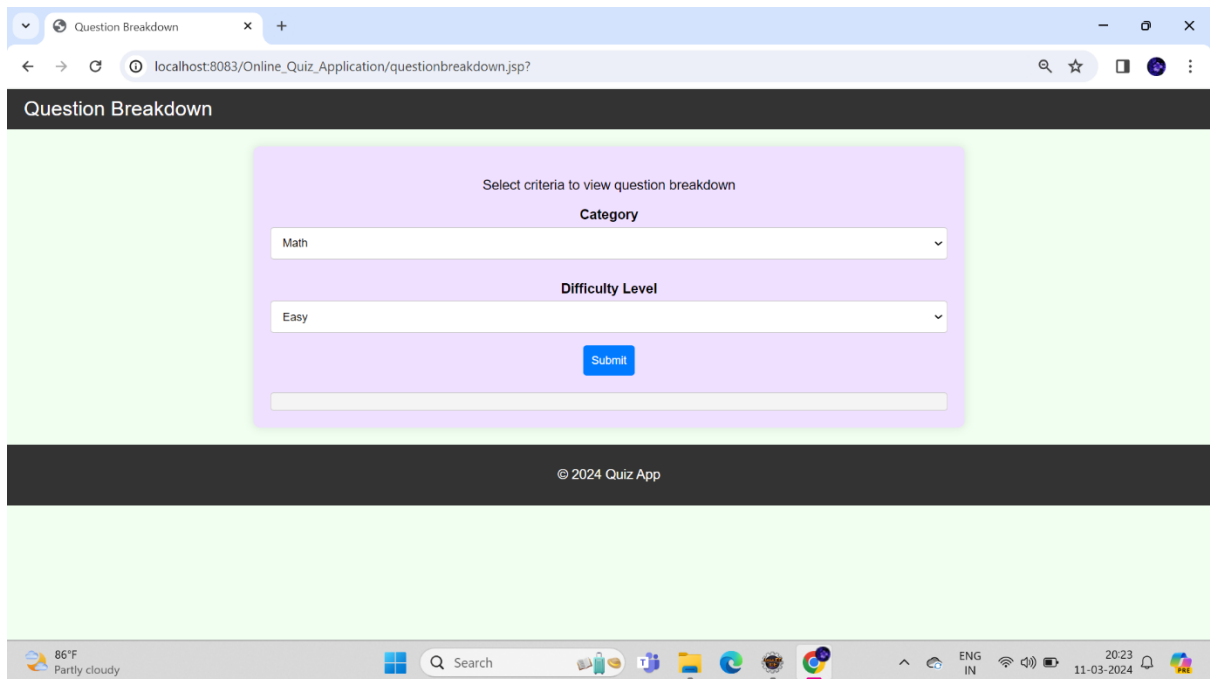 Question Breakdown
localhost:8083/Online_Quiz_Application/questionbreakdown.jsp?
Question Breakdown
Select criteria to view question breakdown
Category
Math
Difficulty Level
Easy
Submit
© 2024 Quiz App
86°F
Partly cloudy
Search
ENG
IN
20:23
11-03-2024
PRE